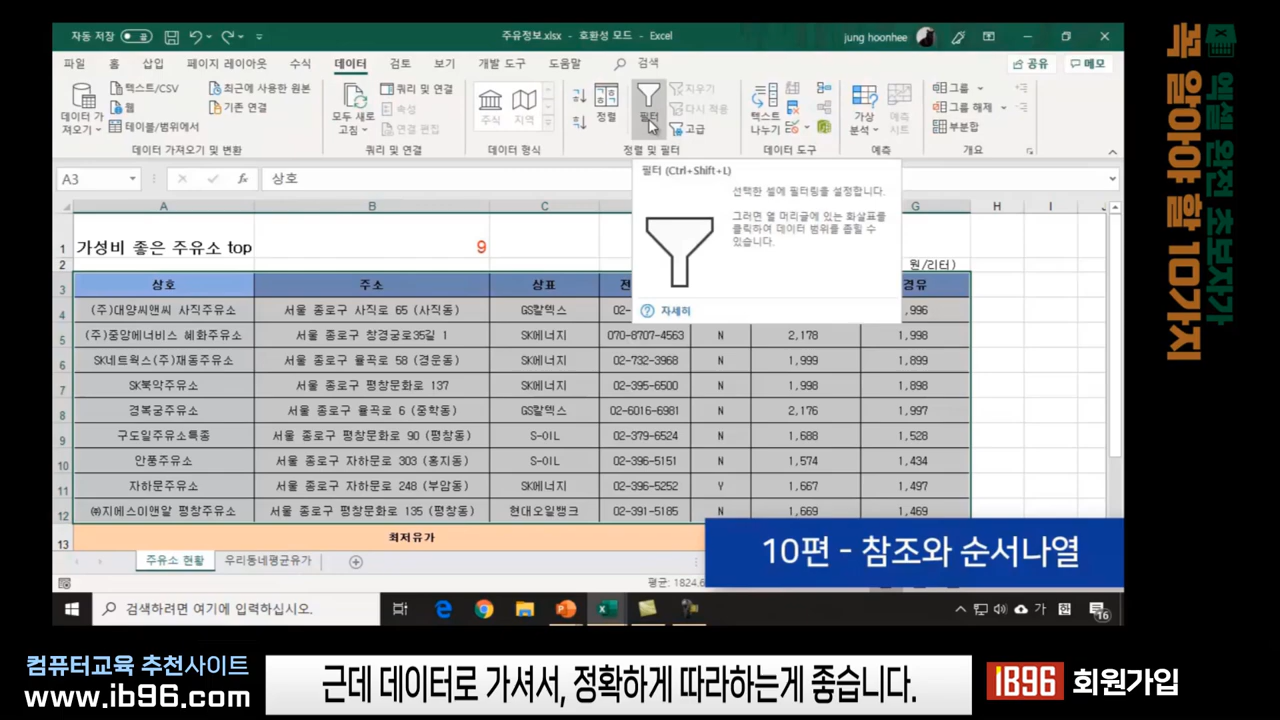 자동 저장
주유정보.xlsx - 호환성 모드 - Excel
jung hoonhee
파일 홈 삽입 페이지 레이아웃 수식 데이터 검토 보기 개발 도구 도움말 검색 공유 메모
데이터 가져오기
텍스트/CSV
웹
테이블/범위에서
최근에 사용한 원본
기존 연결
데이터 가져오기 및 변환
모두 새로 고침
쿼리 및 연결
속성
연결 편집
쿼리 및 연결
주식
지역
데이터 형식
정렬
필터
지우기
다시 적용
고급
정렬 및 필터
텍스트 나누기
데이터 도구
가상 분석
예측 시트
예측
그룹
그룹 해제
부분합
개요
A3
fx
상호
필터 (Ctrl+Shift+L)
선택한 셀에 필터링을 설정합니다.
그러면 열 머리글에 있는 화살표를
클릭하여 데이터 범위를 좁힐 수
있습니다.
자세히
A B C G H I
1 가성비 좋은 주유소 top 9
2 원/리터)
3 상호 주소 상표 전 경유
4 (주)대양씨앤씨 사직주유소 서울 종로구 사직로 65 (사직동) GS칼텍스 02- ,996
5 (주)중앙에너비스 혜화주유소 서울 종로구 창경궁로35길 1 SK에너지 070-8707-4563 N 2,178 1,998
6 SK네트웍스(주)재동주유소 서울 종로구 율곡로 58 (경운동) SK에너지 02-732-3968 N 1,999 1,899
7 SK북악주유소 서울 종로구 평창문화로 137 SK에너지 02-395-6500 N 1,998 1,898
8 경복궁주유소 서울 종로구 율곡로 6 (중학동) GS칼텍스 02-6016-6981 N 2,176 1,997
9 구도일주유소특종 서울 종로구 평창문화로 90 (평창동) S-OIL 02-379-6524 N 1,688 1,528
10 안풍주유소 서울 종로구 자하문로 303 (홍지동) S-OIL 02-396-5151 N 1,574 1,434
11 자하문주유소 서울 종로구 자하문로 248 (부암동) SK에너지 02-396-5252 Y 1,667 1,497
12 ㈜지에스이앤알 평창주유소 서울 종로구 평창문화로 135 (평창동) 현대오일뱅크 02-391-5185 N 1,669 1,469
13 최저유가
주유소 현황 우리동네평균유가
평균: 1824.6
10편 - 참조와 순서나열
검색하려면 여기에 입력하십시오.
가 한 16
엑셀 완전 초보자가
꼭 알아야 할 10가지
컴퓨터교육 추천사이트
www.ib96.com
근데 데이터로 가셔서, 정확하게 따라하는게 좋습니다.
IB96 회원가입